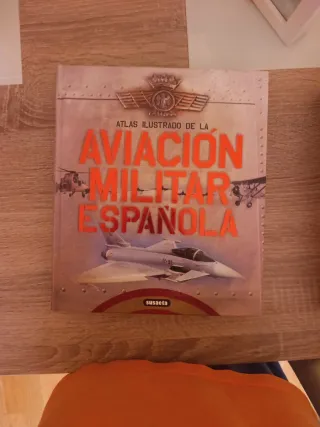 ATLAS ILUSTRADO DE LA
AVIACIÓN
MILITAR
ESPAÑOLA
susaeta